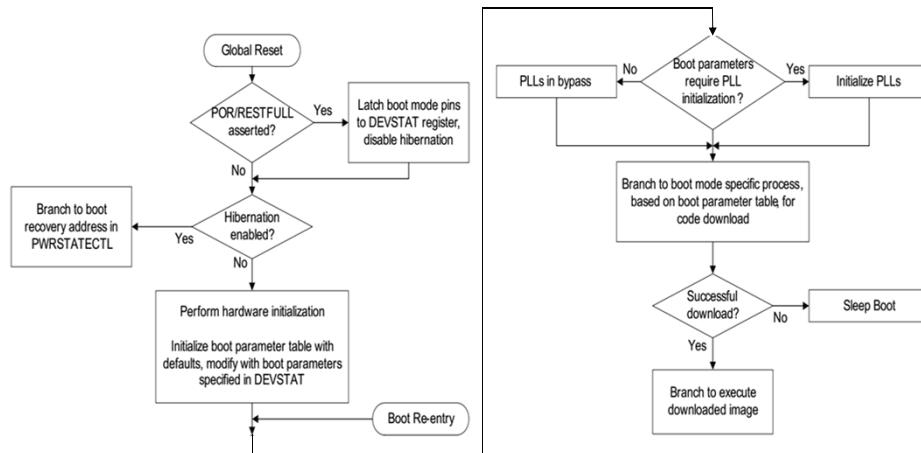 Global Reset
POR/RESTFULL
asserted?
Yes
Latch boot mode pins
to DEVSTAT register,
disable hibernation
No
Hibernation
enabled?
Yes
Branch to boot
recovery address in
PWRSTATECTL
No
Perform hardware initialization
Initialize boot parameter table with
defaults, modify with boot parameters
specified in DEVSTAT
Boot Re-entry
Boot parameters
require PLL
initialization ?
No
PLLs in bypass
Yes
Initialize PLLs
Branch to boot mode specific process,
based on boot parameter table, for
code download
Successful
download?
No
Sleep Boot
Yes
Branch to execute
downloaded image